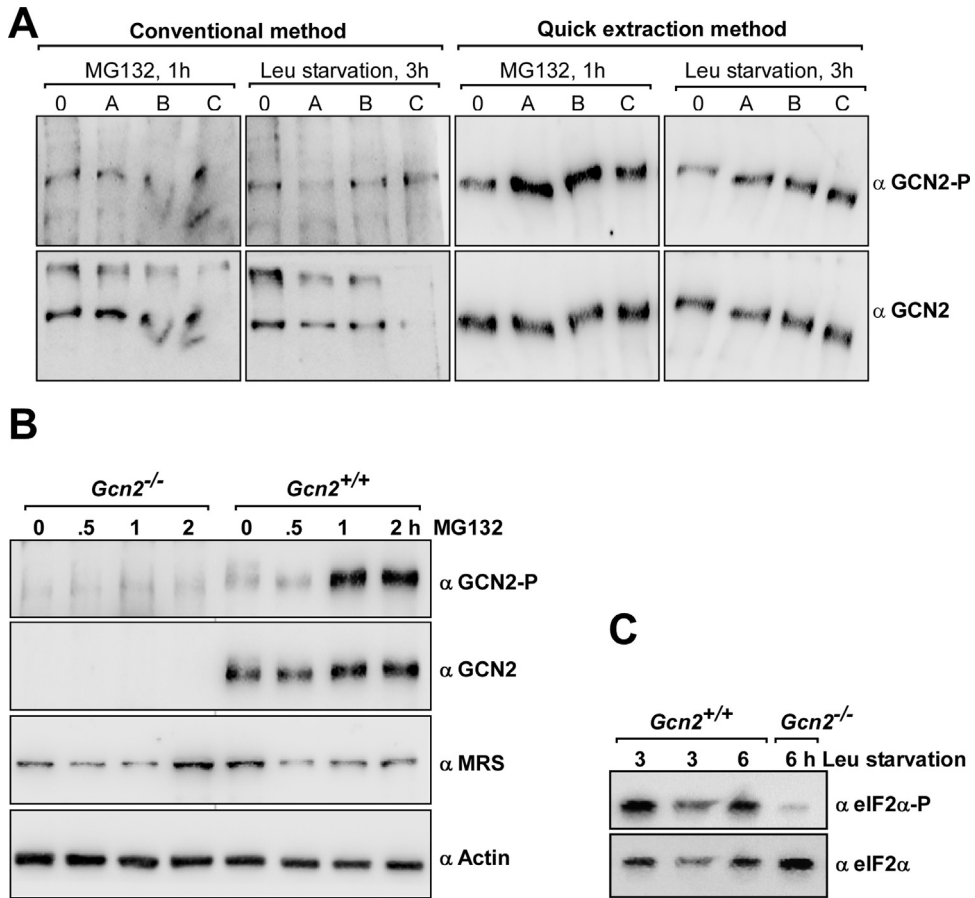 A
Conventional method Quick extraction method
MG132, 1h Leu starvation, 3h MG132, 1h Leu starvation, 3h
0 A B C 0 A B C 0 A B C 0 A B C
α GCN2-P
α GCN2
B
Gcn2-/- Gcn2+/+
0 .5 1 2 0 .5 1 2 h MG132
α GCN2-P
α GCN2
α MRS
α Actin
C
Gcn2+/+ Gcn2-/-
3 3 6 6 h Leu starvation
α eIF2α-P
α eIF2α